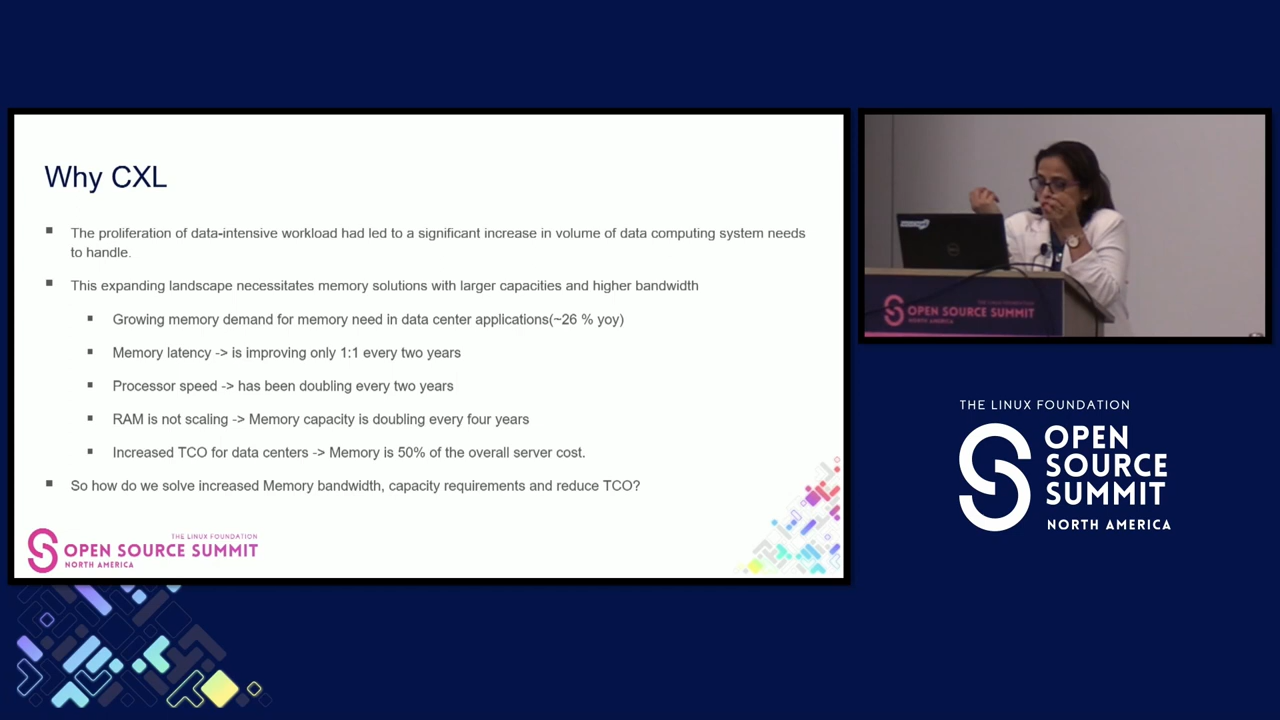 Why CXL
The proliferation of data-intensive workload had led to a significant increase in volume of data computing system needs
to handle.
This expanding landscape necessitates memory solutions with larger capacities and higher bandwidth
Growing memory demand for memory need in data center applications(~26 % yoy)
Memory latency -> is improving only 1:1 every two years
Processor speed -> has been doubling every two years
RAM is not scaling -> Memory capacity is doubling every four years
Increased TCO for data centers -> Memory is 50% of the overall server cost.
So how do we solve increased Memory bandwidth, capacity requirements and reduce TCO?
THE LINUX FOUNDATION
OPEN SOURCE SUMMIT
NORTH AMERICA
THE LINUX FOUNDATION
OPEN SOURCE SUMMIT
NORTH AMERICA
THE LINUX FOUNDATION
OPEN
SOURCE
SUMMIT
NORTH AMERICA